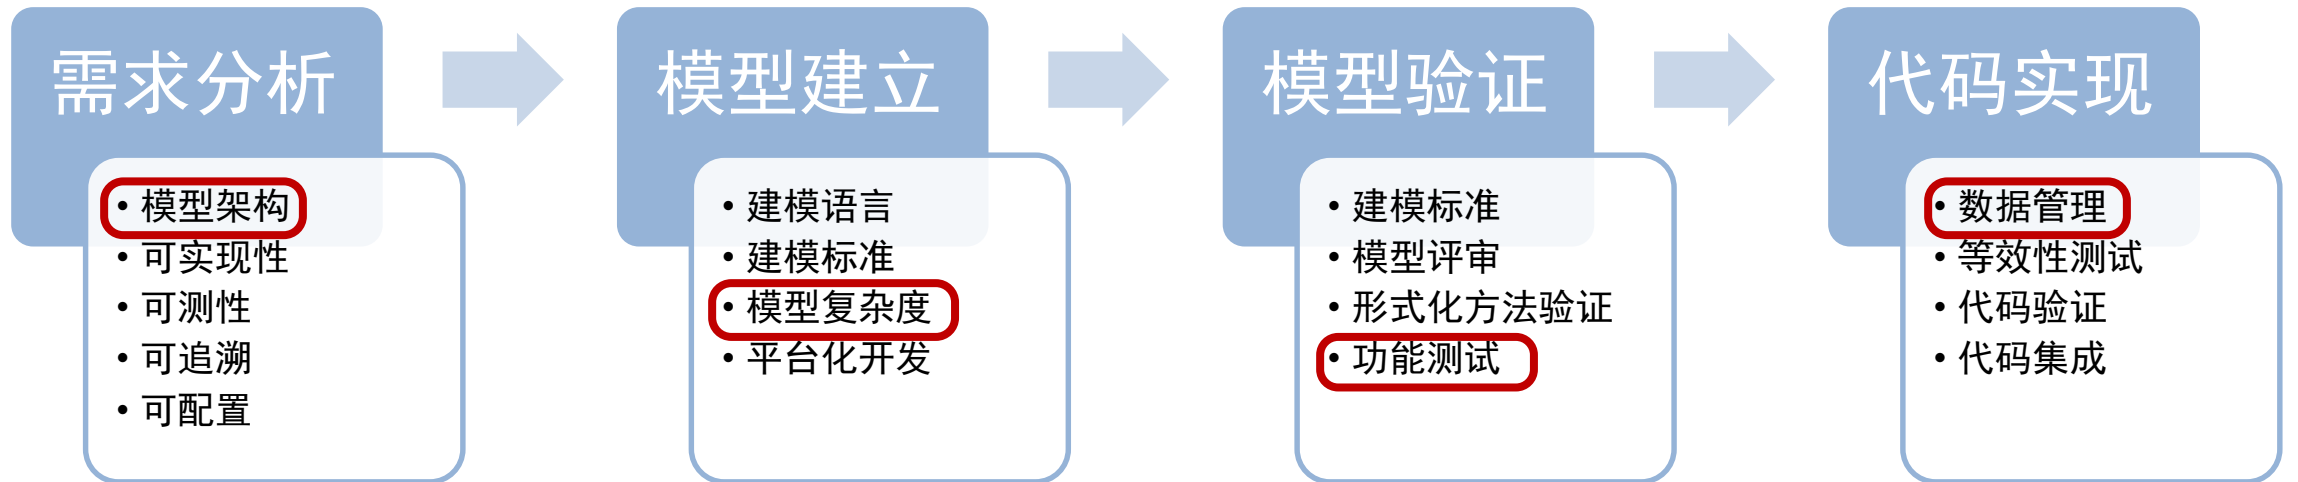 需求分析
• 模型架构
• 可实现性
• 可测性
• 可追溯
• 可配置
模型建立
• 建模语言
• 建模标准
• 模型复杂度
• 平台化开发
模型验证
• 建模标准
• 模型评审
• 形式化方法验证
• 功能测试
代码实现
• 数据管理
• 等效性测试
• 代码验证
• 代码集成